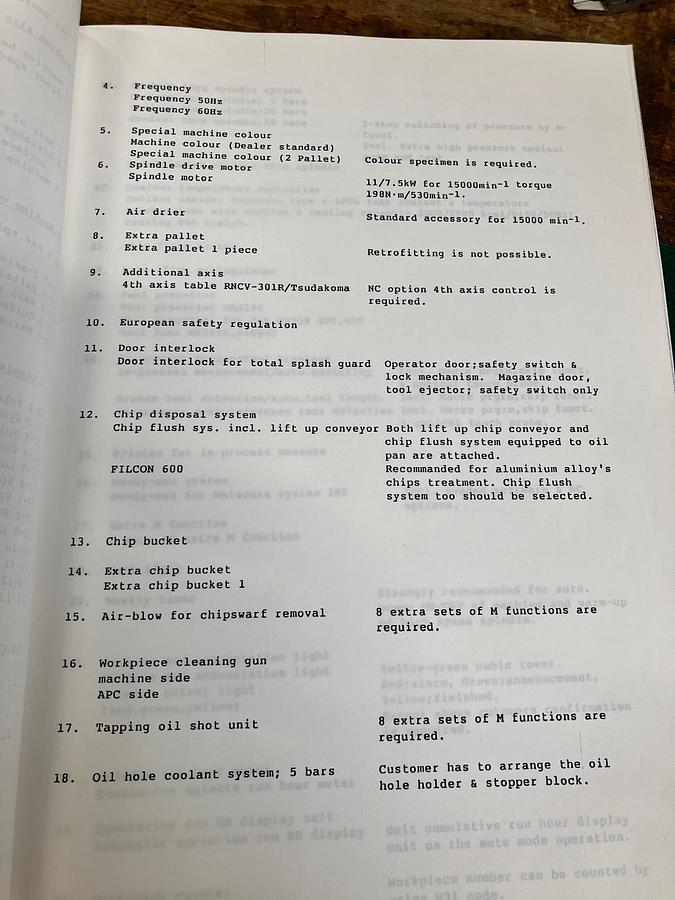 4. Frequency
Frequency 50Hz
Frequency 60Hz
5. Special machine colour
Machine colour (Dealer standard)
Special machine colour (2 Pallet) Colour specimen is required.
6. Spindle drive motor
Spindle motor 11/7.5kW for 15000min⁻¹ torque
198N·m/530min⁻¹.
7. Air drier Standard accessory for 15000 min⁻¹.
8. Extra pallet
Extra pallet 1 piece Retrofitting is not possible.
9. Additional axis
4th axis table RNCV-301R/Tsudakoma NC option 4th axis control is
required.
10. European safety regulation
11. Door interlock
Door interlock for total splash guard Operator door;safety switch &
lock mechanism. Magazine door,
tool ejector; safety switch only
12. Chip disposal system
Chip flush sys. incl. lift up conveyor Both lift up chip conveyor and
chip flush system equipped to oil
pan are attached.
FILCON 600 Recommanded for aluminium alloy's
chips treatment. Chip flush
system too should be selected.
13. Chip bucket
14. Extra chip bucket
Extra chip bucket 1
15. Air-blow for chipswarf removal 8 extra sets of M functions are
required.
16. Workpiece cleaning gun
machine side
APC side
17. Tapping oil shot unit 8 extra sets of M functions are
required.
18. Oil hole coolant system; 5 bars Customer has to arrange the oil
hole holder & stopper block.